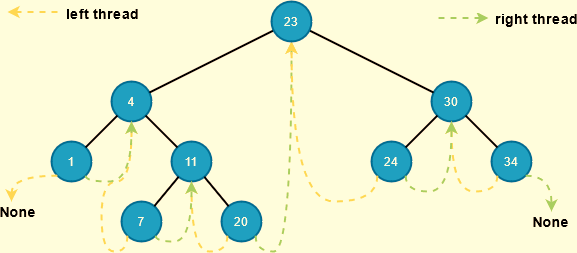 left thread
23
right thread
4
30
1
11
24
34
None
7
20
None